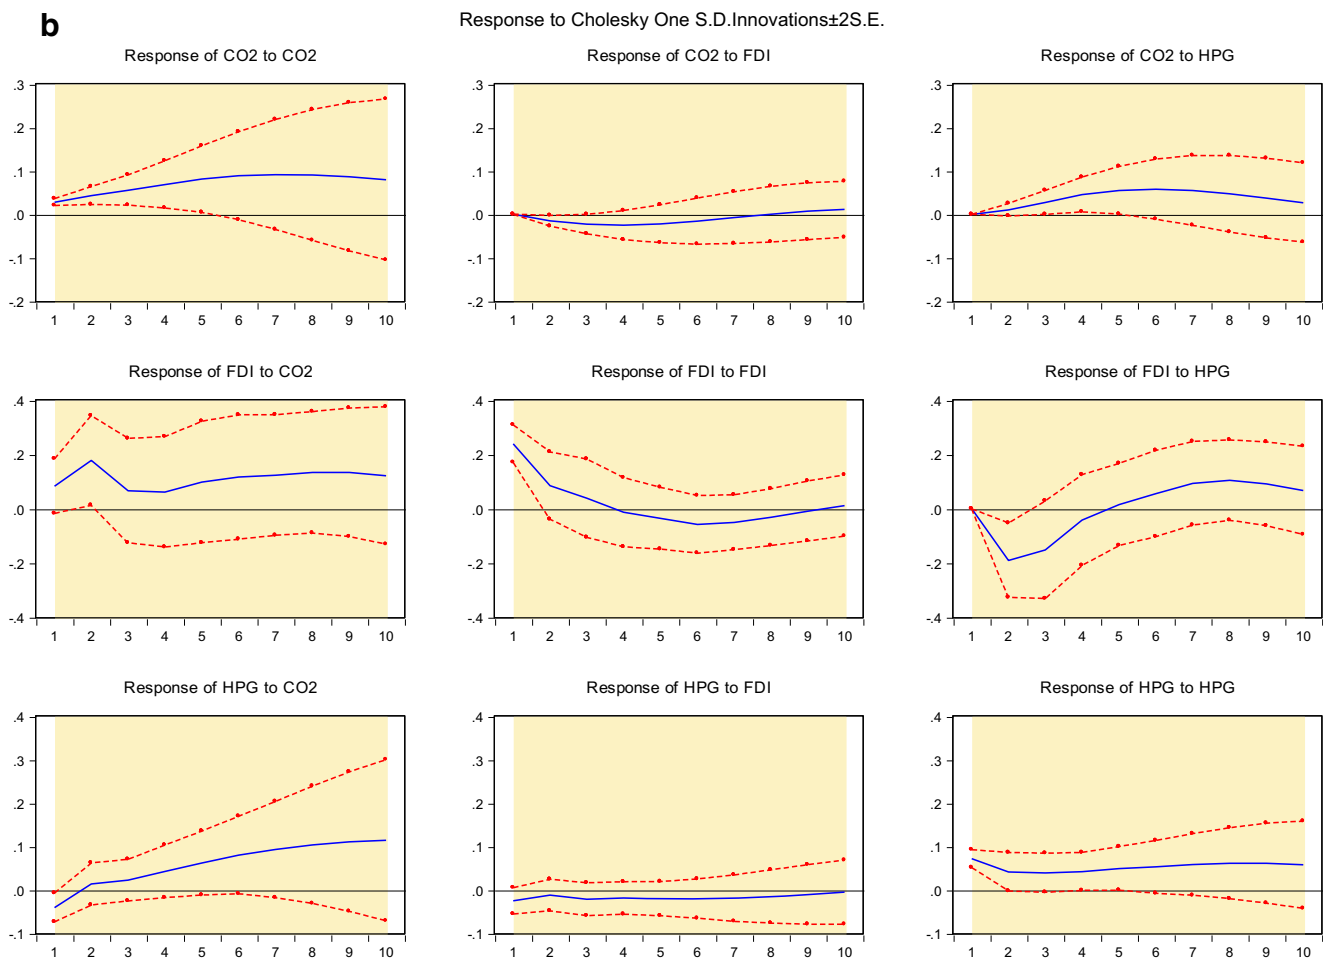 b
Response to Cholesky One S.D.Innovations±2S.E.
Response of CO2 to CO2
.3
.2
.1
.0
-.1
-.2
1 2 3 4 5 6 7 8 9 10
Response of CO2 to FDI
.3
.2
.1
.0
-.1
-.2
1 2 3 4 5 6 7 8 9 10
Response of CO2 to HPG
.3
.2
.1
.0
-.1
-.2
1 2 3 4 5 6 7 8 9 10
Response of FDI to CO2
.4
.2
.0
-.2
-.4
1 2 3 4 5 6 7 8 9 10
Response of FDI to FDI
.4
.2
.0
-.2
-.4
1 2 3 4 5 6 7 8 9 10
Response of FDI to HPG
.4
.2
.0
-.2
-.4
1 2 3 4 5 6 7 8 9 10
Response of HPG to CO2
.4
.3
.2
.1
.0
-.1
1 2 3 4 5 6 7 8 9 10
Response of HPG to FDI
.4
.3
.2
.1
.0
-.1
1 2 3 4 5 6 7 8 9 10
Response of HPG to HPG
.4
.3
.2
.1
.0
-.1
1 2 3 4 5 6 7 8 9 10